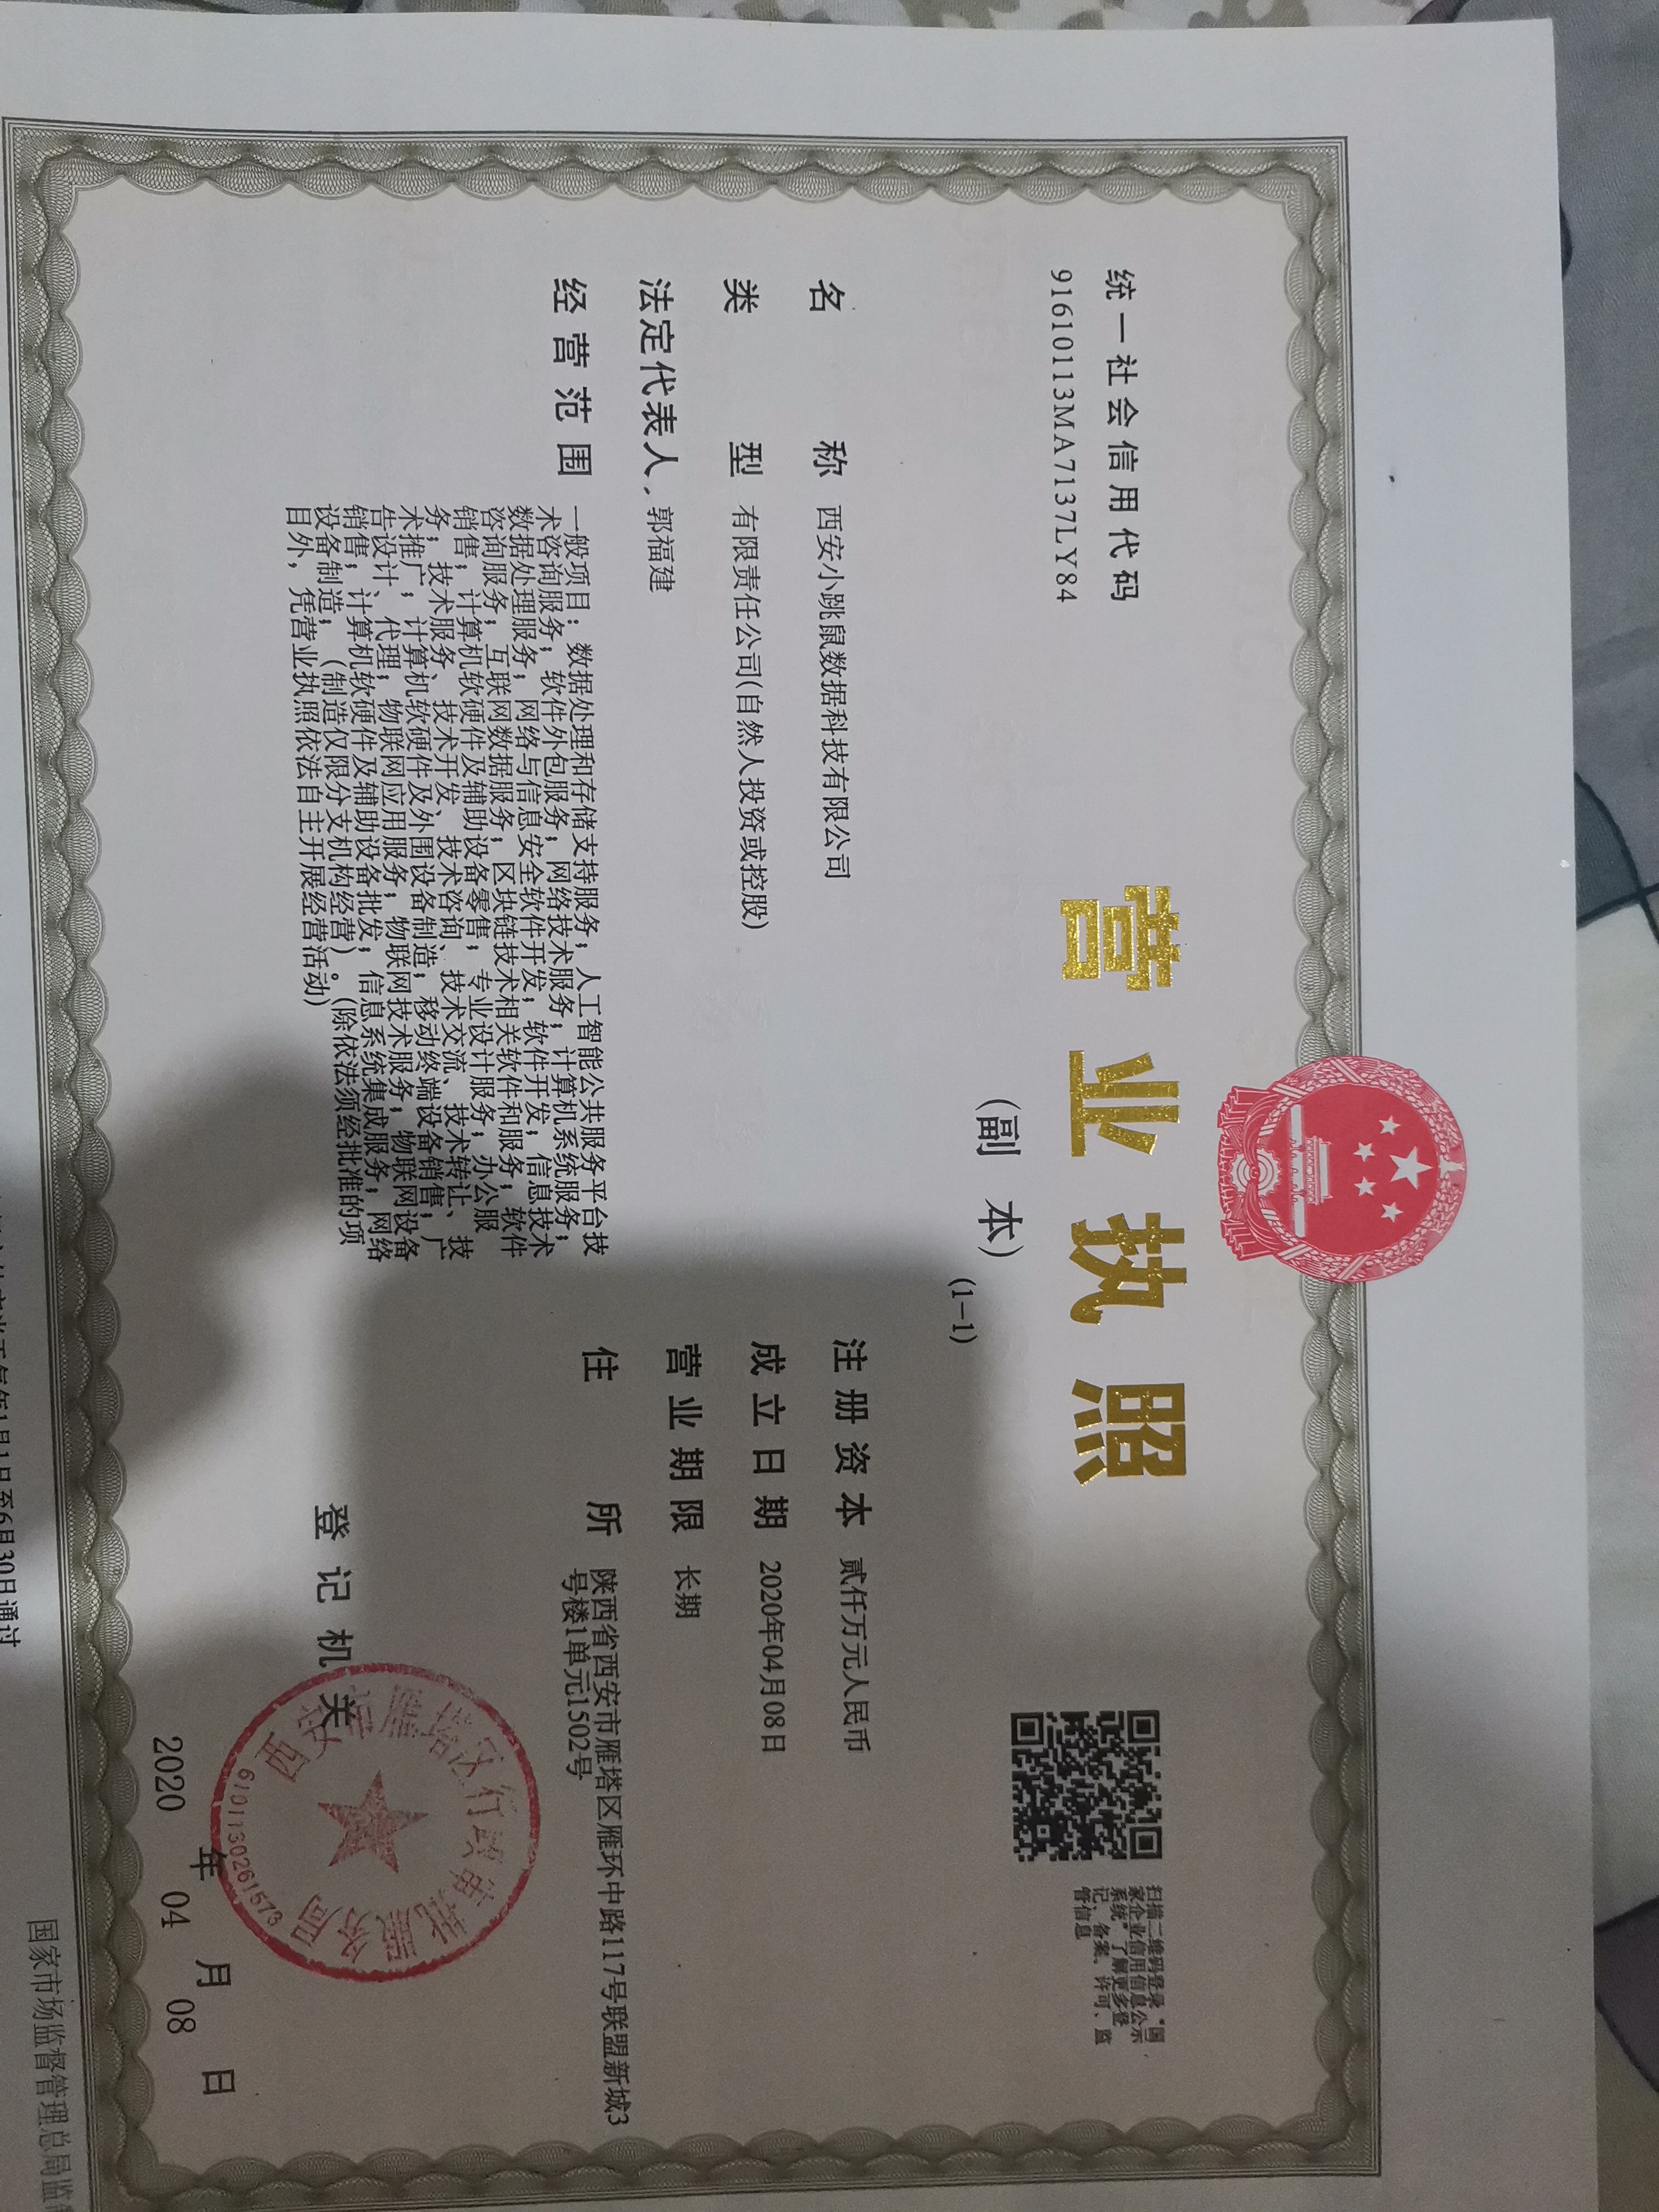 统一社会信用代码
91610113MA7137LY84
营业执照
(副 本)
(1-1)
扫描二维码登录“国
家企业信用信息公示
系统”了解更多登
记、备案、许可、监
管信息
名 称 西安小跳鼠数据科技有限公司
类 型 有限责任公司(自然人投资或控股)
法定代表人 郭福建
经营范围 一般项目：数据处理和存储支持服务；人工智能公共服务平台技
术咨询服务；软件外包服务；网络技术服务；计算机系统服务；
数据处理服务；网络与信息安全软件开发；软件开发；信息技术
咨询服务；互联网数据服务；区块链技术相关软件和服务；软件
销售；计算机软硬件及辅助设备零售；专业设计服务；办公服
务；技术服务、技术开发、技术咨询、技术交流、技术转让、技
术推广；计算机软硬件及外围设备制造；移动终端设备销售；广
告设计、代理；物联网应用服务；物联网技术服务；物联网设备
销售；计算机软硬件及辅助设备批发；信息系统集成服务；网络
设备制造；（制造仅限分支机构经营）。(除依法须经批准的项
目外，凭营业执照依法自主开展经营活动)
注册资本 贰仟万元人民币
成立日期 2020年04月08日
营业期限 长期
住 所 陕西省西安市雁塔区雁环中路117号联盟新城3
号楼1单元1502号
登记机关
西安市雁塔区行政审批服务局
6101130261573
2020 年 04 月 08 日
年1月1日至6月30日通过
国家市场监督管理总局监制